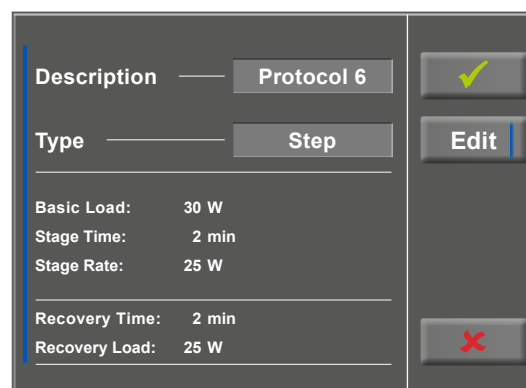 Description Protocol 6
Type Step
Edit
Basic Load: 30 W
Stage Time: 2 min
Stage Rate: 25 W
Recovery Time: 2 min
Recovery Load: 25 W